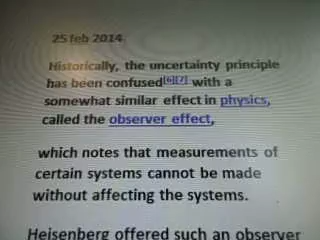 25 feb 2014.
Historically, the uncertainty principle
has been confused[6][7] with a
somewhat similar effect in physics,
called the observer effect,
which notes that measurements of
certain systems cannot be made
without affecting the systems.
Heisenberg offered such an observer